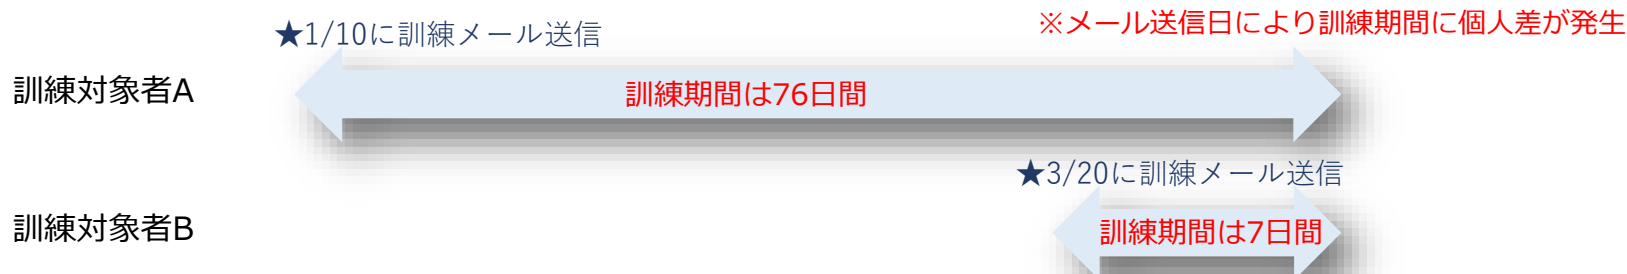 ★1/10に訓練メール送信
※メール送信日により訓練期間に個人差が発生
訓練対象者A
訓練期間は76日間
★3/20に訓練メール送信
訓練対象者B
訓練期間は7日間